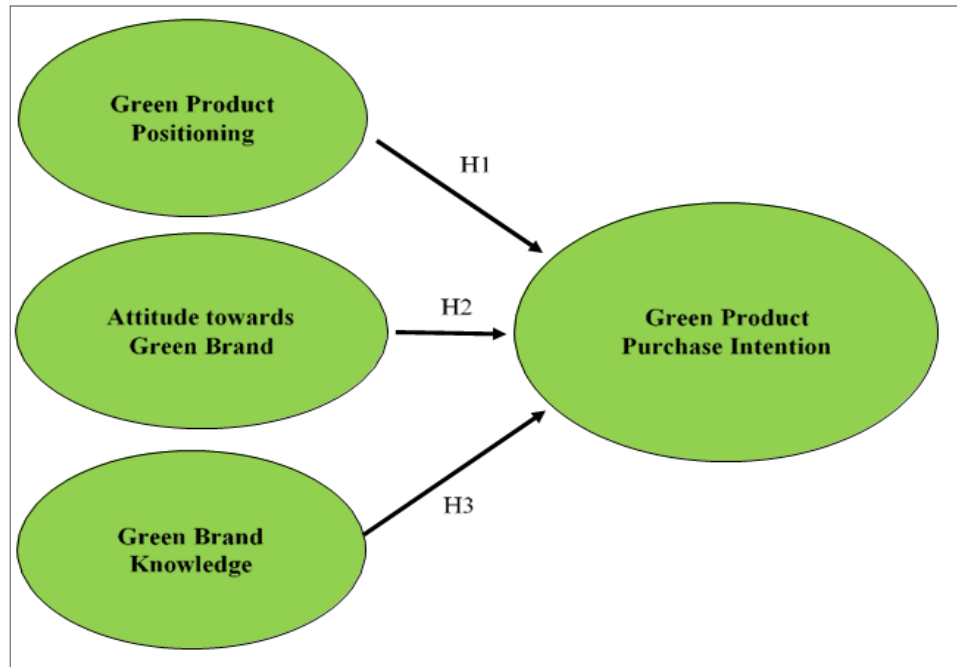 Green Product
Positioning
H1
Attitude towards
Green Brand
H2
Green Product
Purchase Intention
Green Brand
Knowledge
H3